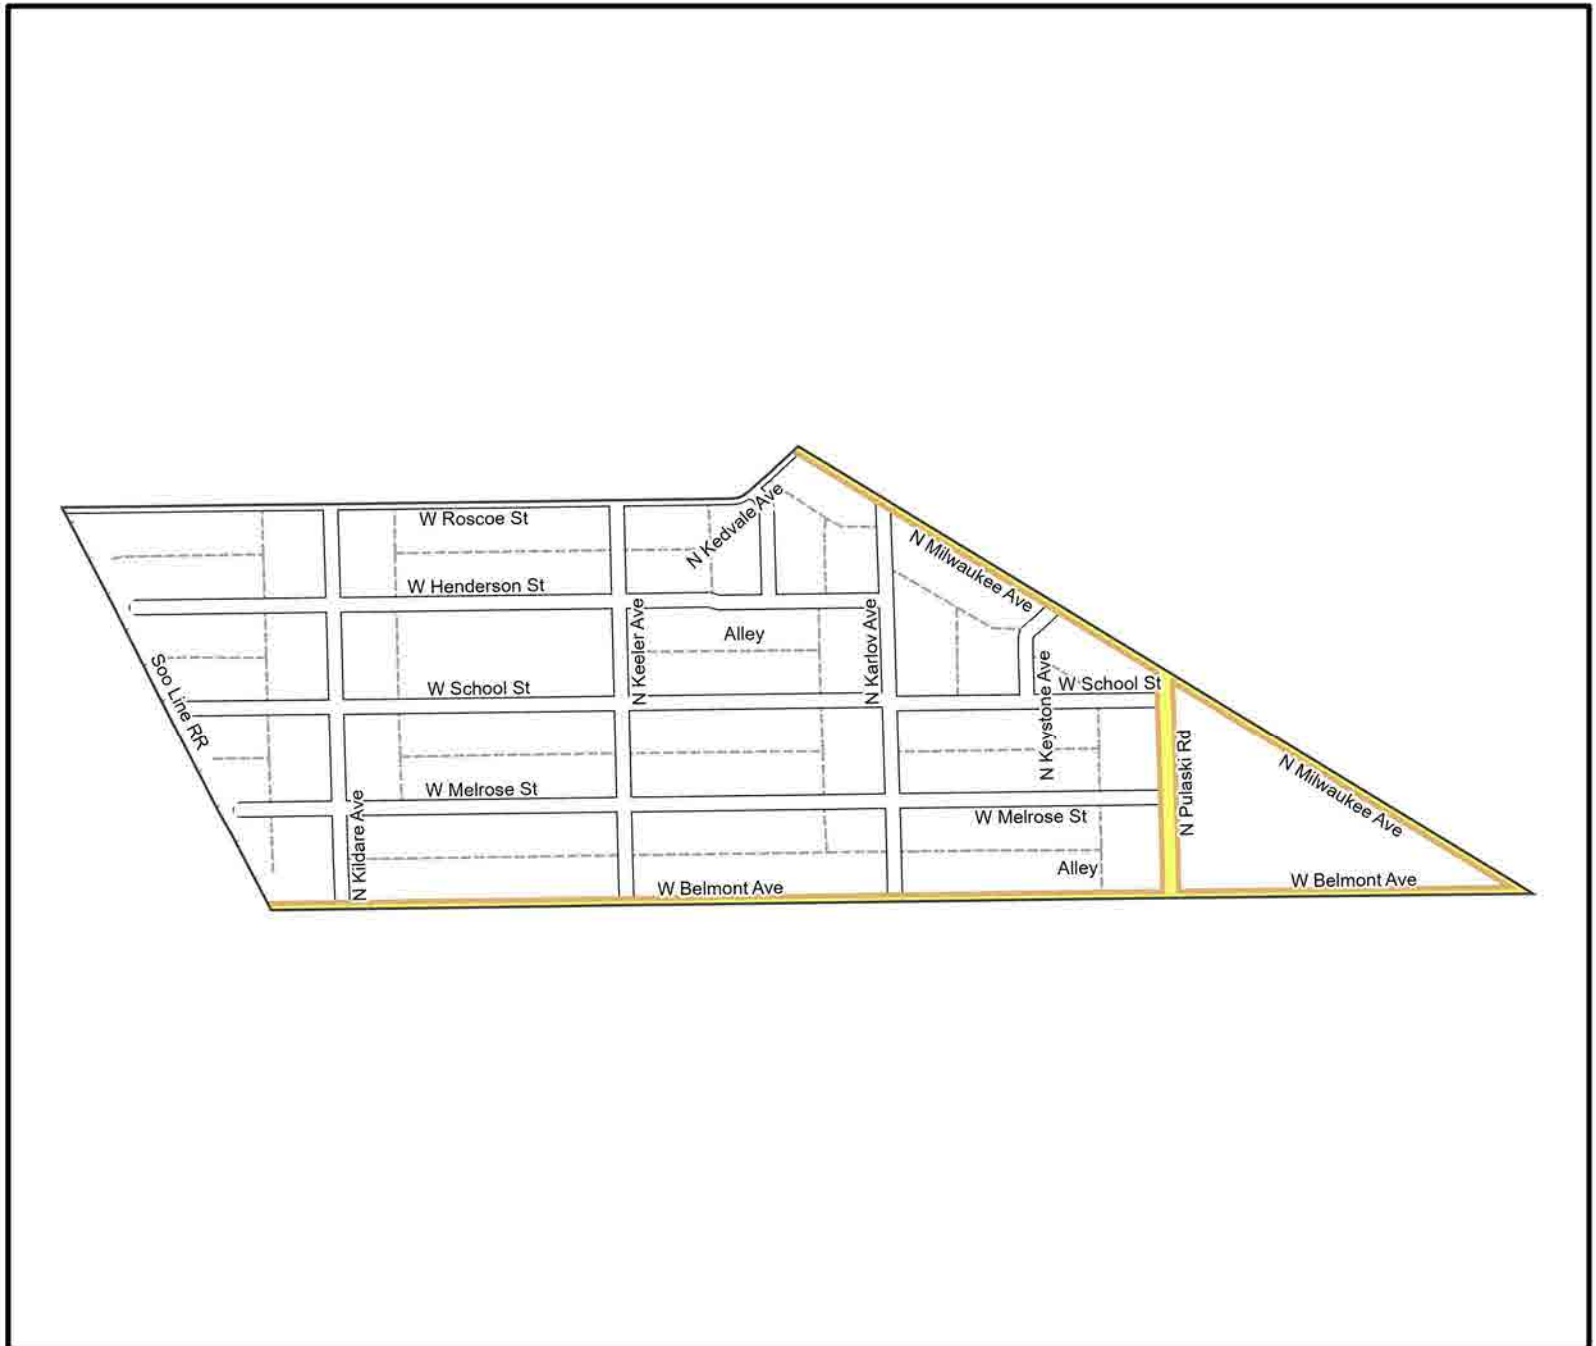 W Roscoe St
N Kedvale Ave
N Milwaukee Ave
W Henderson St
Alley
N Keeler Ave
N Karlov Ave
Soo Line RR
W School St
W School St
N Keystone Ave
N Pulaski Rd
N Milwaukee Ave
W Melrose St
W Melrose St
N Kildare Ave
Alley
W Belmont Ave
W Belmont Ave